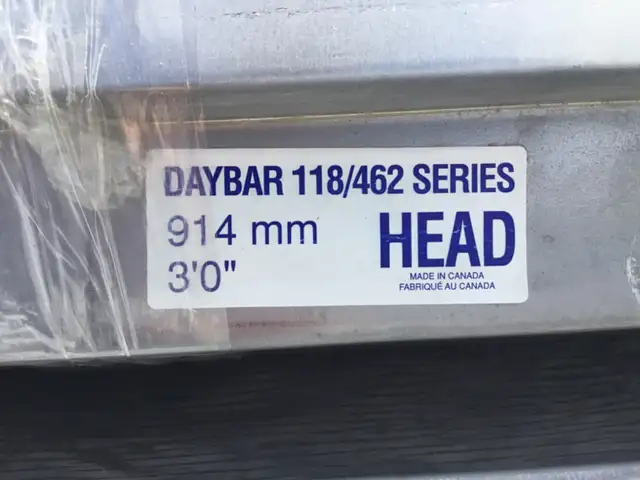 DAYBAR 118/462 SERIES
914 mm
3'0"
HEAD
MADE IN CANADA
FABRIQUÉ AU CANADA